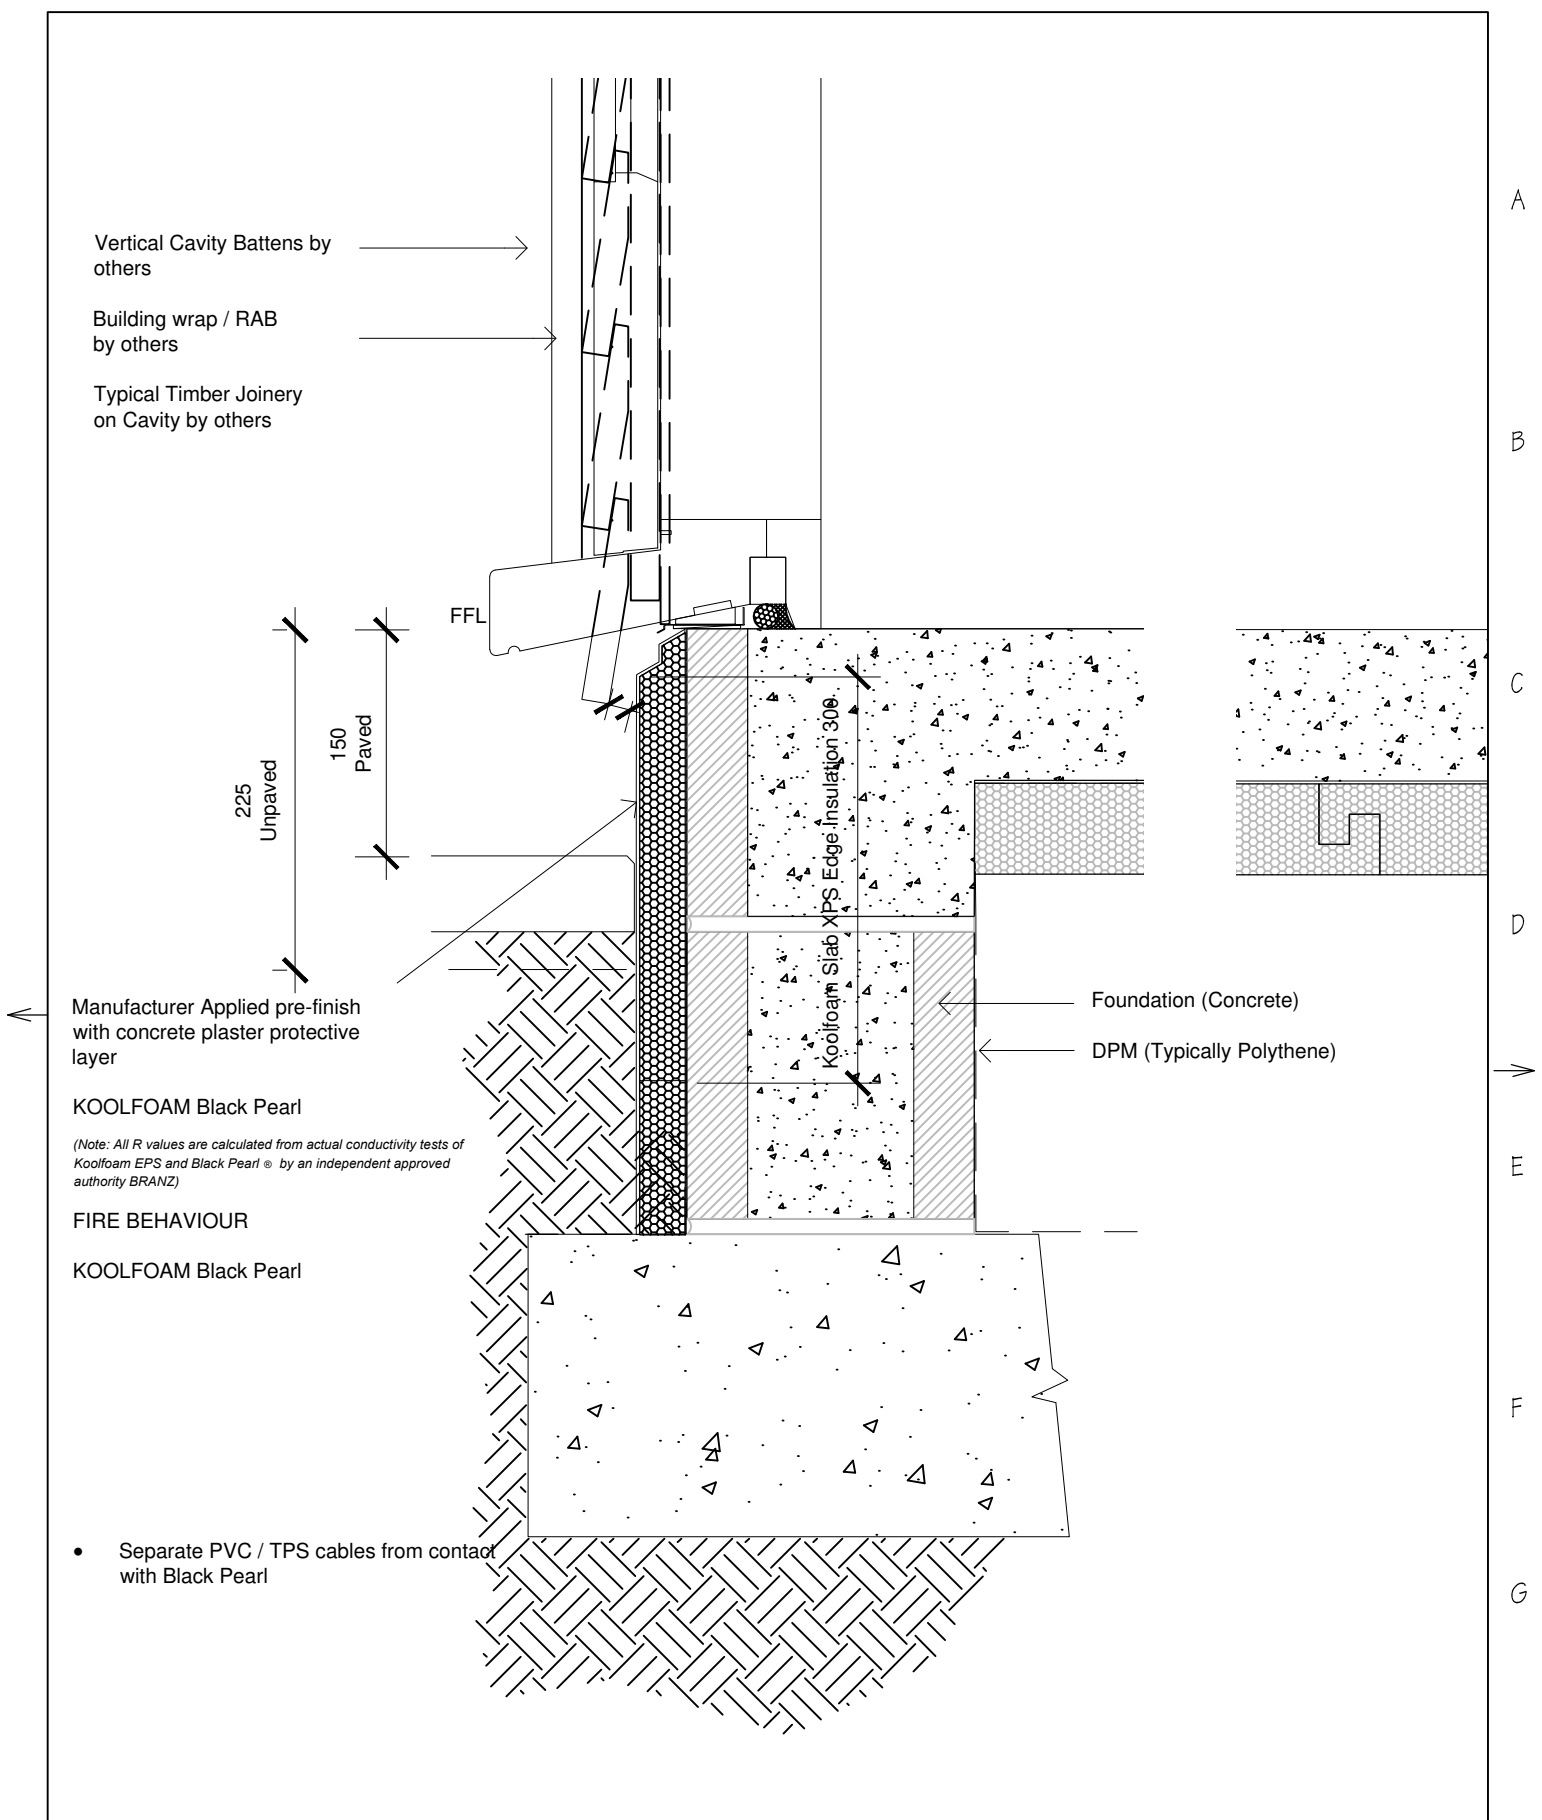 Vertical Cavity Battens by
others
Building wrap / RAB
by others
Typical Timber Joinery
on Cavity by others
FFL
225
Unpaved
150
Paved
Koolfoam Slab XPS Edge Insulation 300
Manufacturer Applied pre-finish
with concrete plaster protective
layer
KOOLFOAM Black Pearl
(Note: All R values are calculated from actual conductivity tests of
Koolfoam EPS and Black Pearl ® by an independent approved
authority BRANZ)
FIRE BEHAVIOUR
KOOLFOAM Black Pearl
• Separate PVC / TPS cables from contact
with Black Pearl
Foundation (Concrete)
DPM (Typically Polythene)
A
B
C
D
E
F
G